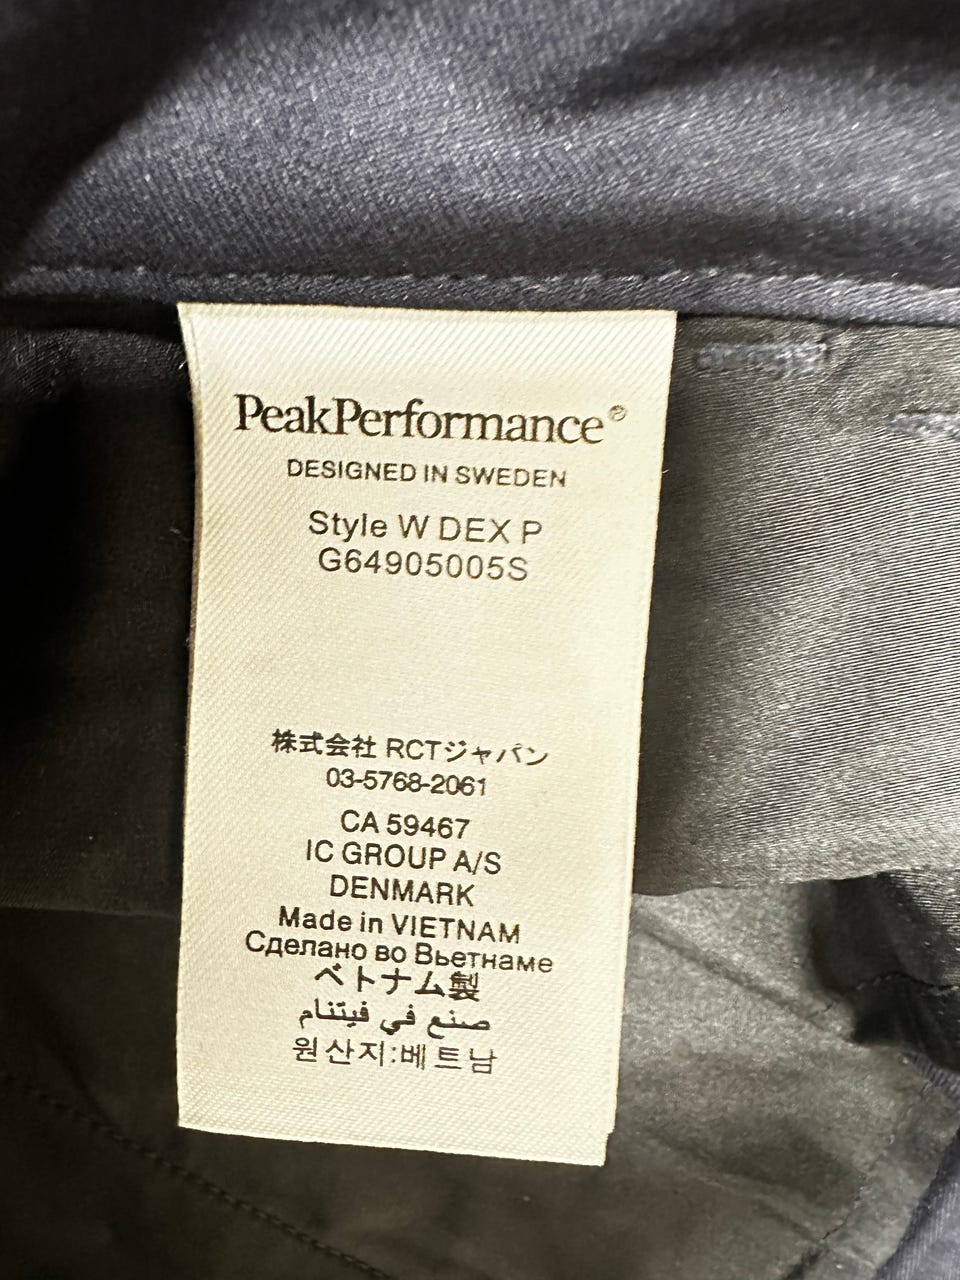 PeakPerformance®
DESIGNED IN SWEDEN
Style W DEX P
G64905005S
株式会社 RCTジャパン
03-5768-2061
CA 59467
IC GROUP A/S
DENMARK
Made in VIETNAM
Сделано во Вьетнаме
ベトナム製
صنع في فيتنام
원산지:베트남